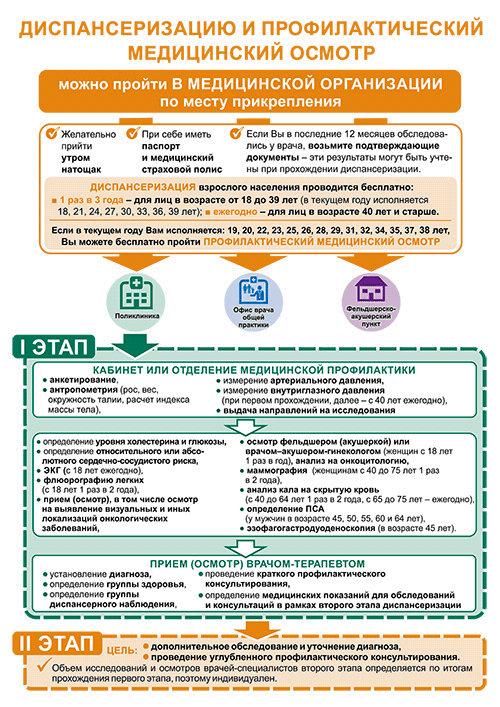 ДИСПАНСЕРИЗАЦИЮ И ПРОФИЛАКТИЧЕСКИЙ
МЕДИЦИНСКИЙ ОСМОТР
можно пройти В МЕДИЦИНСКОЙ ОРГАНИЗАЦИИ
по месту прикрепления
Желательно
прийти
утром
натощак
При себе иметь
паспорт
и медицинский
страховой полис
Если Вы в последние 12 месяцев обследова-
лись у врача, возьмите подтверждающие
документы – эти результаты могут быть учте-
ны при прохождении диспансеризации.
ДИСПАНСЕРИЗАЦИЯ взрослого населения проводится бесплатно:
1 раз в 3 года – для лиц в возрасте от 18 до 39 лет (в текущем году исполняется
18, 21, 24, 27, 30, 33, 36, 39 лет); ежегодно – для лиц в возрасте 40 лет и старше.
Если в текущем году Вам исполняется: 19, 20, 22, 23, 25, 26, 28, 29, 31, 32, 34, 35, 37, 38 лет,
Вы можете бесплатно пройти ПРОФИЛАКТИЧЕСКИЙ МЕДИЦИНСКИЙ ОСМОТР
Поликлиника
Офис врача
общей
практики
Фельдшерско-
акушерский
пункт
I ЭТАП
КАБИНЕТ ИЛИ ОТДЕЛЕНИЕ МЕДИЦИНСКОЙ ПРОФИЛАКТИКИ
• анкетирование,
• антропометрия (рос, вес,
окружность талии, расчет индекса
массы тела),
• измерение артериального давления,
• измерение внутриглазного давления
(при первом прохождении, далее – с 40 лет ежегодно),
• выдача направлений на исследования
• определение уровня холестерина и глюкозы,
• определение относительного или абсо-
лютного сердечно-сосудистого риска,
• ЭКГ (с 18 лет ежегодно),
• флюорографию легких
(с 18 лет 1 раз в 2 года),
• прием (осмотр), в том числе осмотр
на выявление визуальных и иных
локализаций онкологических
заболеваний,
• осмотр фельдшером (акушеркой) или
врачом–акушером-гинекологом (женщин с 18 лет
1 раз в год), анализ на онкоцитологию,
• маммография (женщинам с 40 до 75 лет 1 раз
в 2 года),
• анализ кала на скрытую кровь
(с 40 до 64 лет 1 раз в 2 года, с 65 до 75 лет – ежегодно),
• определение ПСА
(у мужчин в возрасте 45, 50, 55, 60 и 64 лет),
• эзофагогастродуоденоскопия (в возрасте 45 лет).
ПРИЕМ (ОСМОТР) ВРАЧОМ-ТЕРАПЕВТОМ
• установление диагноза,
• определение группы здоровья,
• определение группы
диспансерного наблюдения,
• проведение краткого профилактического
консультирования,
• определение медицинских показаний для обследований
и консультаций в рамках второго этапа диспансеризации
II ЭТАП
ЦЕЛЬ:
• дополнительное обследование и уточнение диагноза,
• проведение углубленного профилактического консультирования.
Объем исследований и осмотров врачей-специалистов второго этапа определяется по итогам
прохождения первого этапа, поэтому индивидуален.